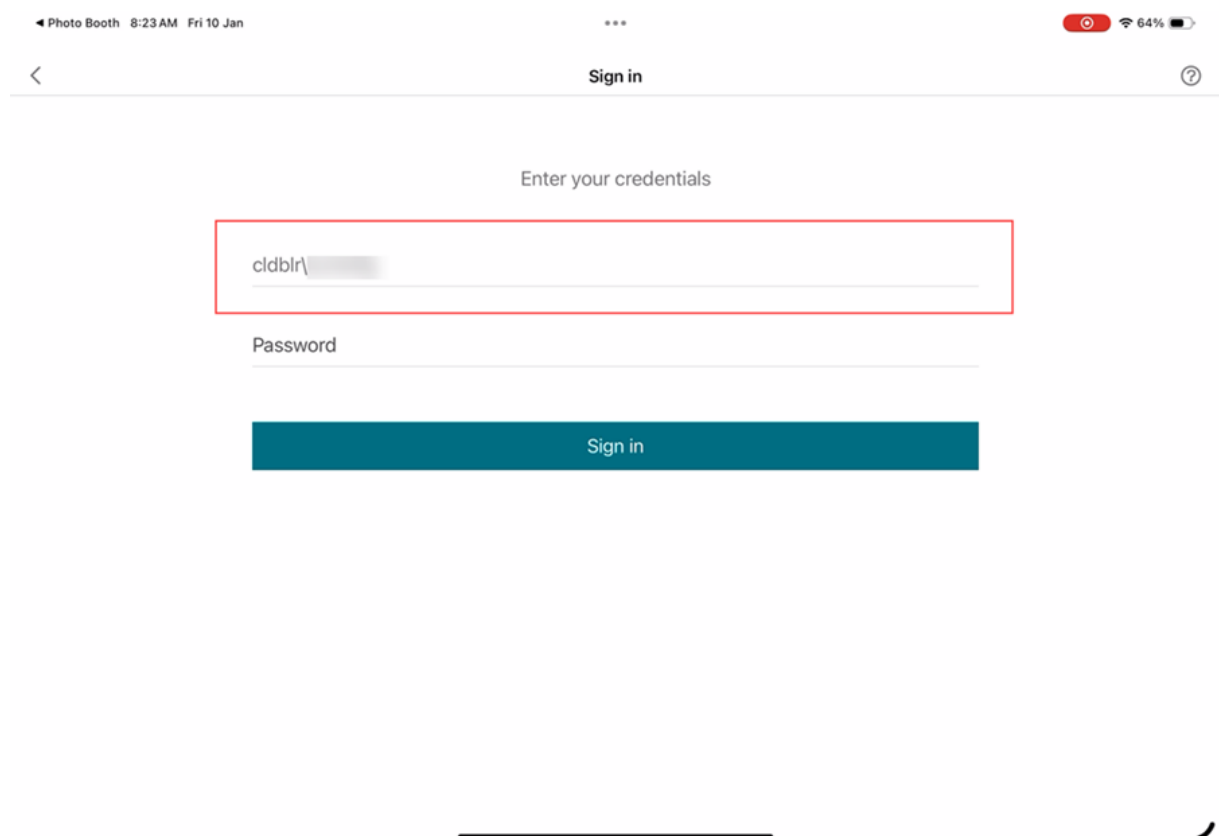 ◀ Photo Booth 8:23 AM Fri 10 Jan 64%
Sign in
Enter your credentials
cldblr\
Password
Sign in